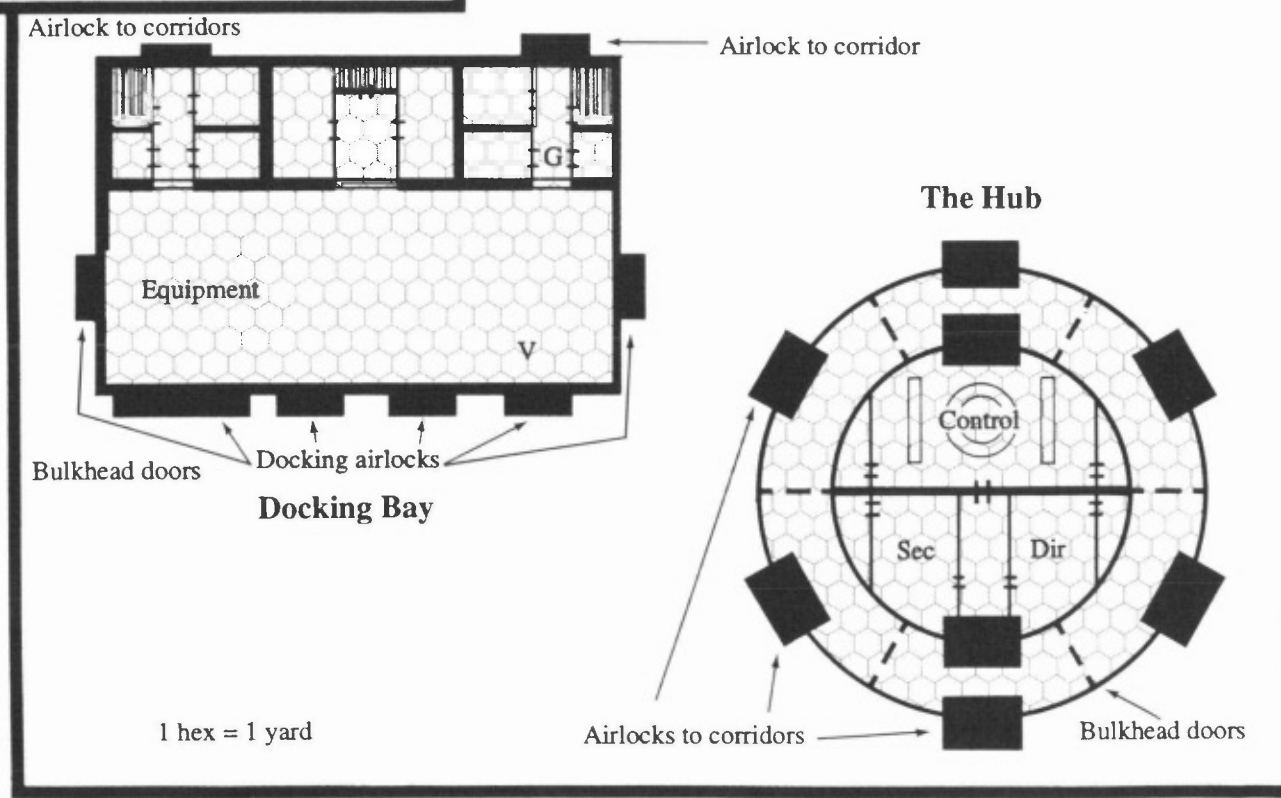 Airlock to corridors
Airlock to corridor
G
The Hub
Equipment
V
Control
Bulkhead doors
Docking airlocks
Docking Bay
Sec
Dir
1 hex = 1 yard
Airlocks to corridors
Bulkhead doors